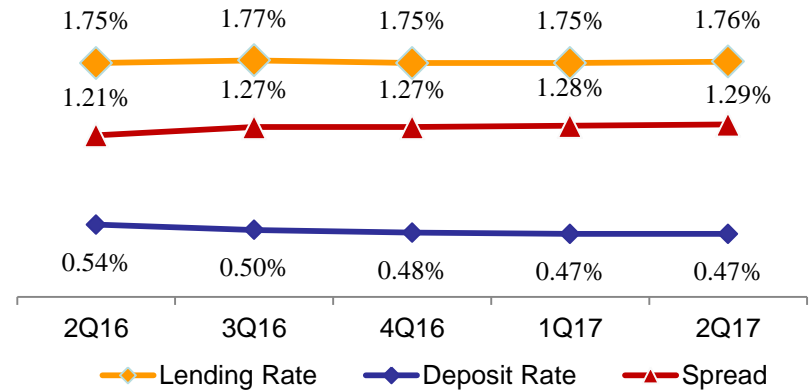 1.75% 1.77% 1.75% 1.75% 1.76%
1.21% 1.27% 1.27% 1.28% 1.29%
0.54% 0.50% 0.48% 0.47% 0.47%
2Q16 3Q16 4Q16 1Q17 2Q17
Lending Rate Deposit Rate Spread